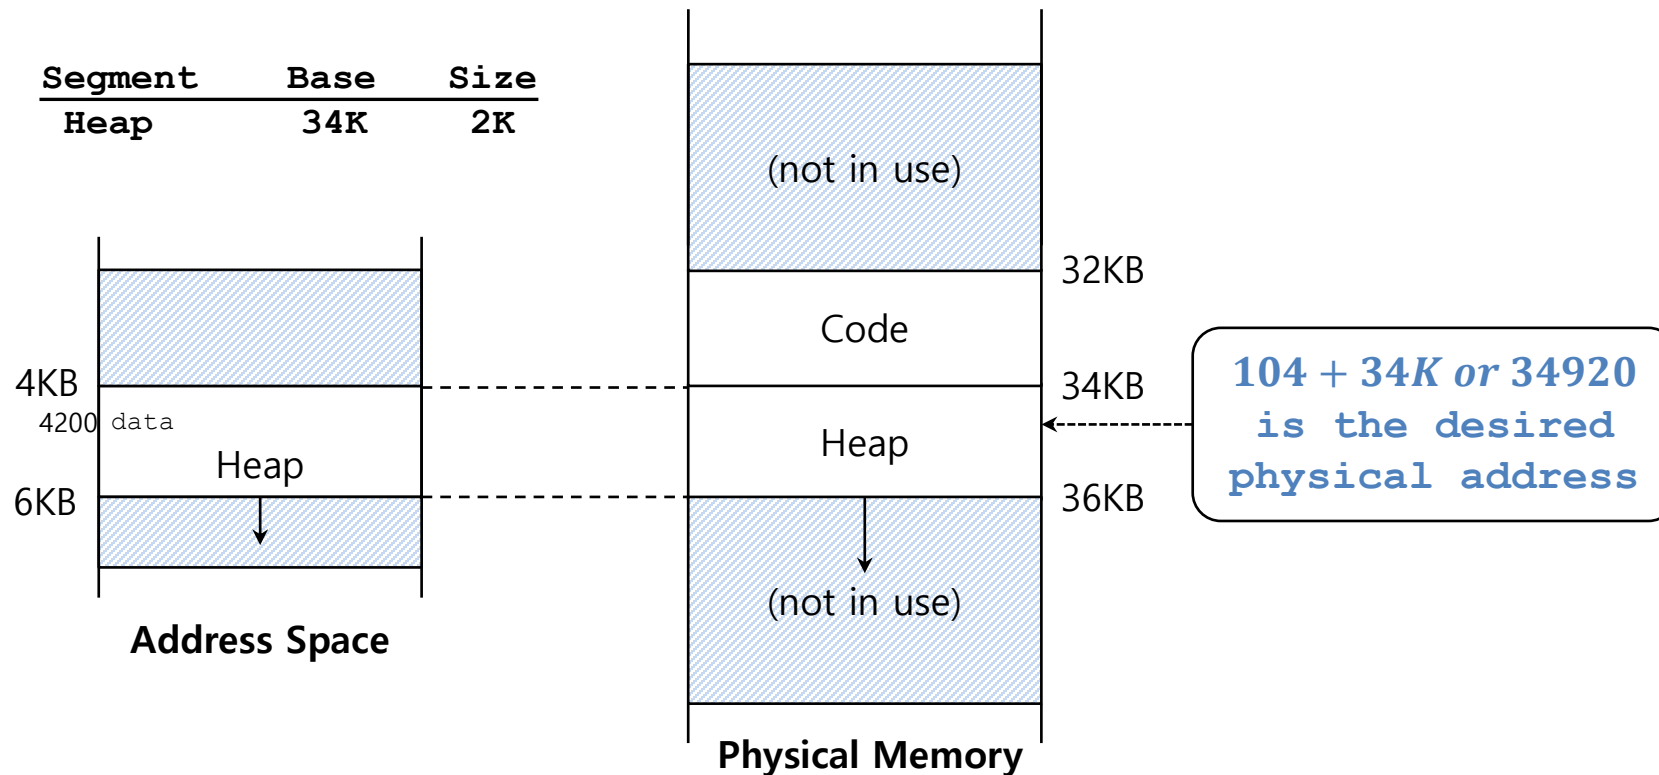 Segment Base Size
Heap 34K 2K
4KB
4200 data
Heap
6KB
Address Space
(not in use)
32KB
Code
34KB
Heap
36KB
(not in use)
Physical Memory
104 + 34K or 34920
is the desired
physical address